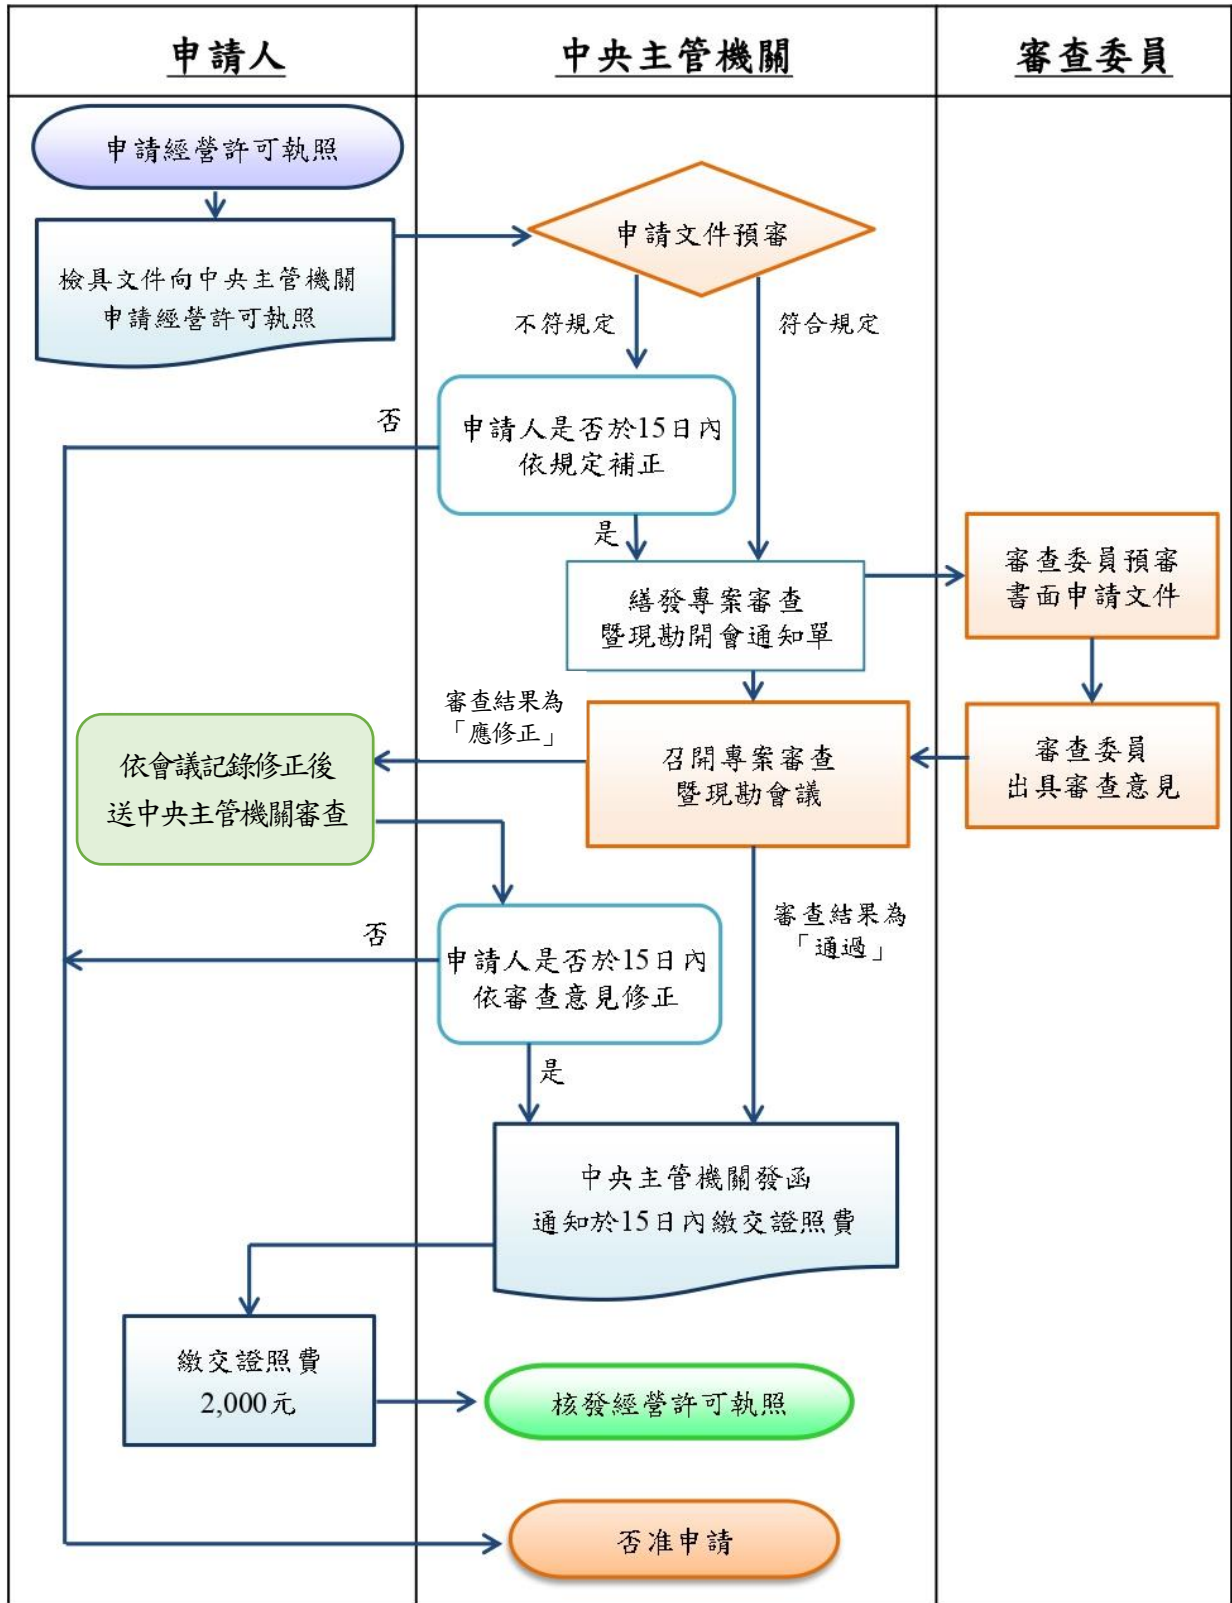 申請人
中央主管機關
審查委員
申請經營許可執照
檢具文件向中央主管機關
申請經營許可執照
申請文件預審
不符規定
符合規定
否
申請人是否於15日內
依規定補正
是
繕發專案審查
暨現勘開會通知單
審查委員預審
書面申請文件
審查結果為
「應修正」
依會議記錄修正後
送中央主管機關審查
召開專案審查
暨現勘會議
審查委員
出具審查意見
否
申請人是否於15日內
依審查意見修正
審查結果為
「通過」
是
中央主管機關發函
通知於15日內繳交證照費
繳交證照費
2,000元
核發經營許可執照
否准申請